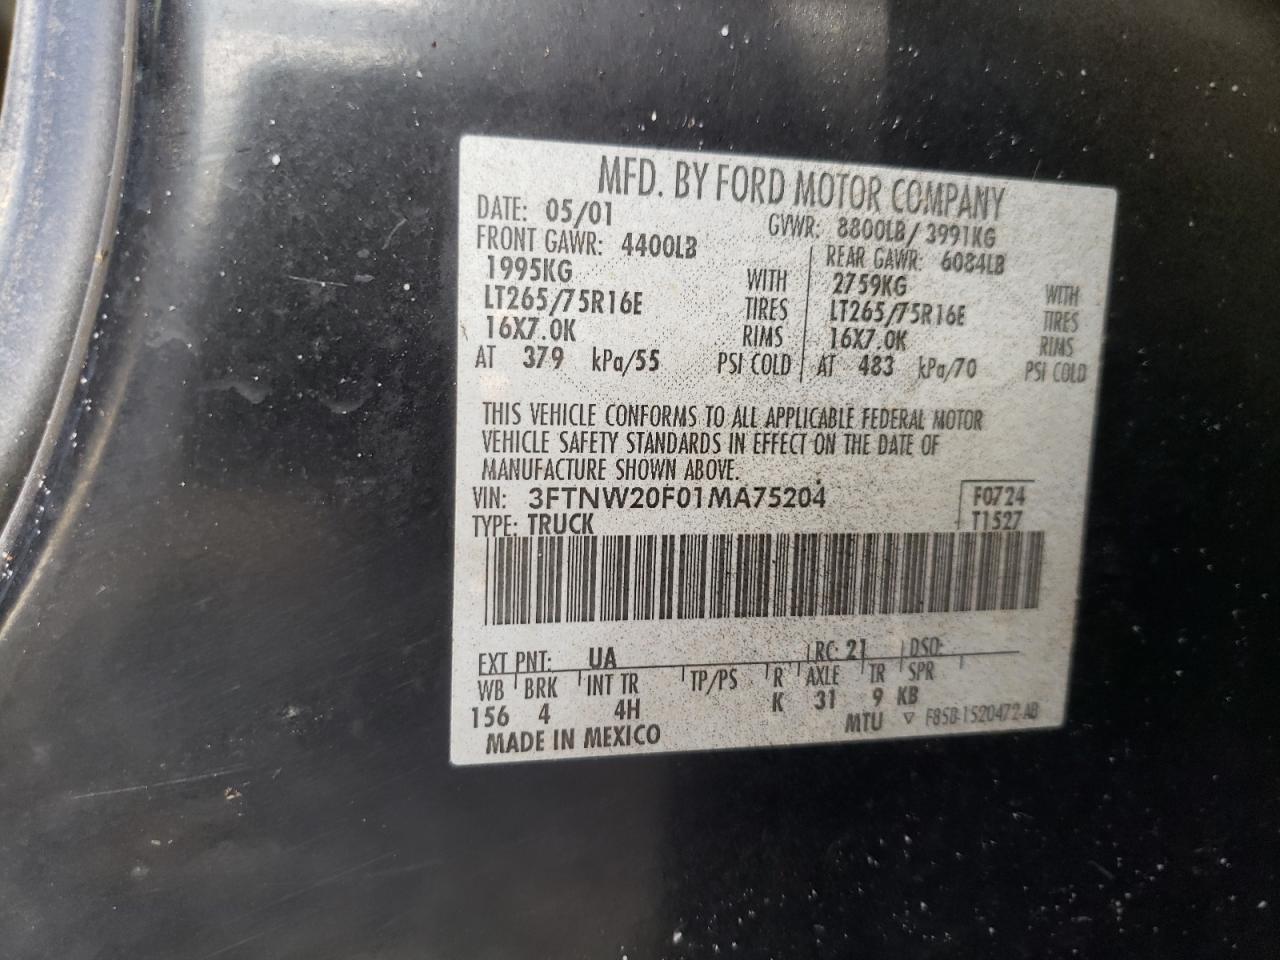 MFD. BY FORD MOTOR COMPANY
DATE: 05/01 GVWR: 8800LB/ 3991KG
FRONT GAWR: 4400LB REAR GAWR: 6084LB
1995KG WITH 2759KG WITH
LT265/75R16E TIRES LT265/75R16E TIRES
16X7.0K RIMS 16X7.0K RIMS
AT 379 kPa/55 PSI COLD AT 483 kPa/70 PSI COLD
THIS VEHICLE CONFORMS TO ALL APPLICABLE FEDERAL MOTOR
VEHICLE SAFETY STANDARDS IN EFFECT ON THE DATE OF
MANUFACTURE SHOWN ABOVE.
VIN: 3FTNW20F01MA75204 F0724
TYPE: TRUCK T1527
EXT PNT: UA RC: 21 DSO:
WB BRK INT TR TP/PS R AXLE TR SPR
156 4 4H K 31 9 KB
MADE IN MEXICO MTU ▽ F85B-1520472-AB